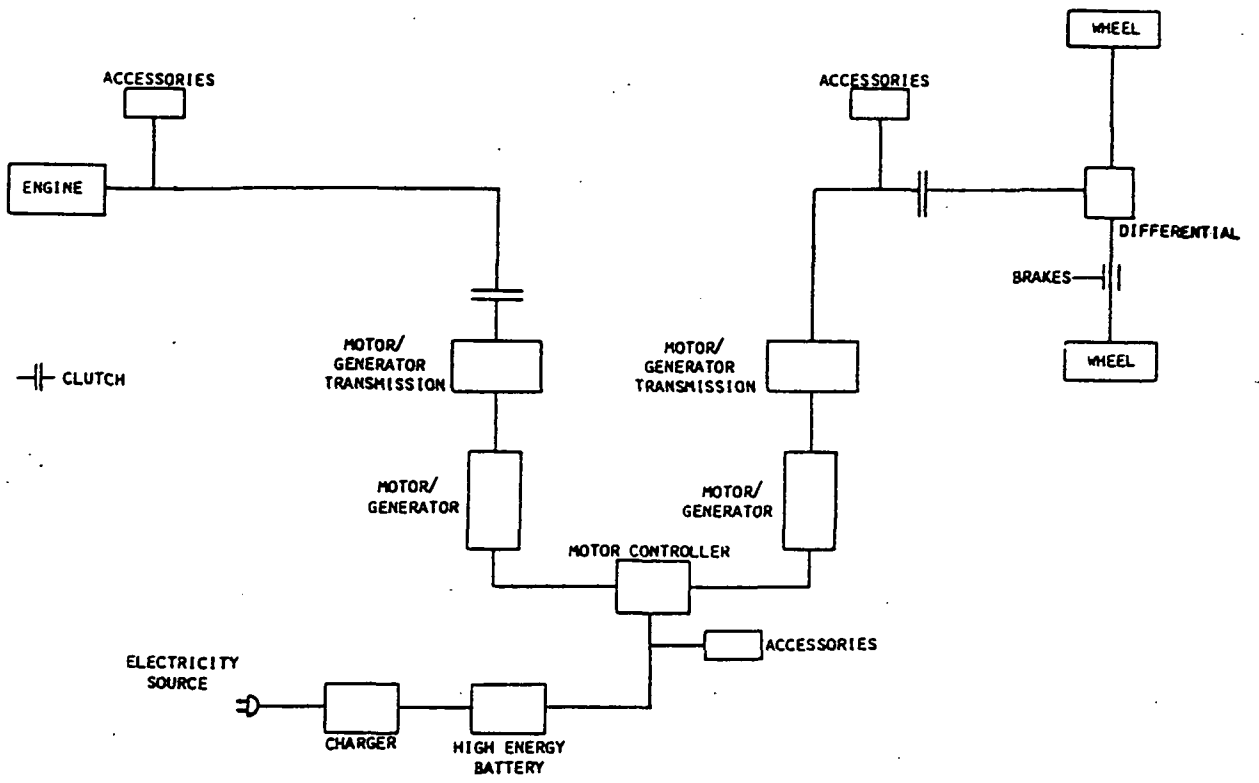 WHEEL
ACCESSORIES
ACCESSORIES
ENGINE
DIFFERENTIAL
BRAKES
MOTOR/
GENERATOR
TRANSMISSION
MOTOR/
GENERATOR
TRANSMISSION
WHEEL
CLUTCH
MOTOR/
GENERATOR
MOTOR/
GENERATOR
MOTOR CONTROLLER
ACCESSORIES
ELECTRICITY
SOURCE
CHARGER
HIGH ENERGY
BATTERY